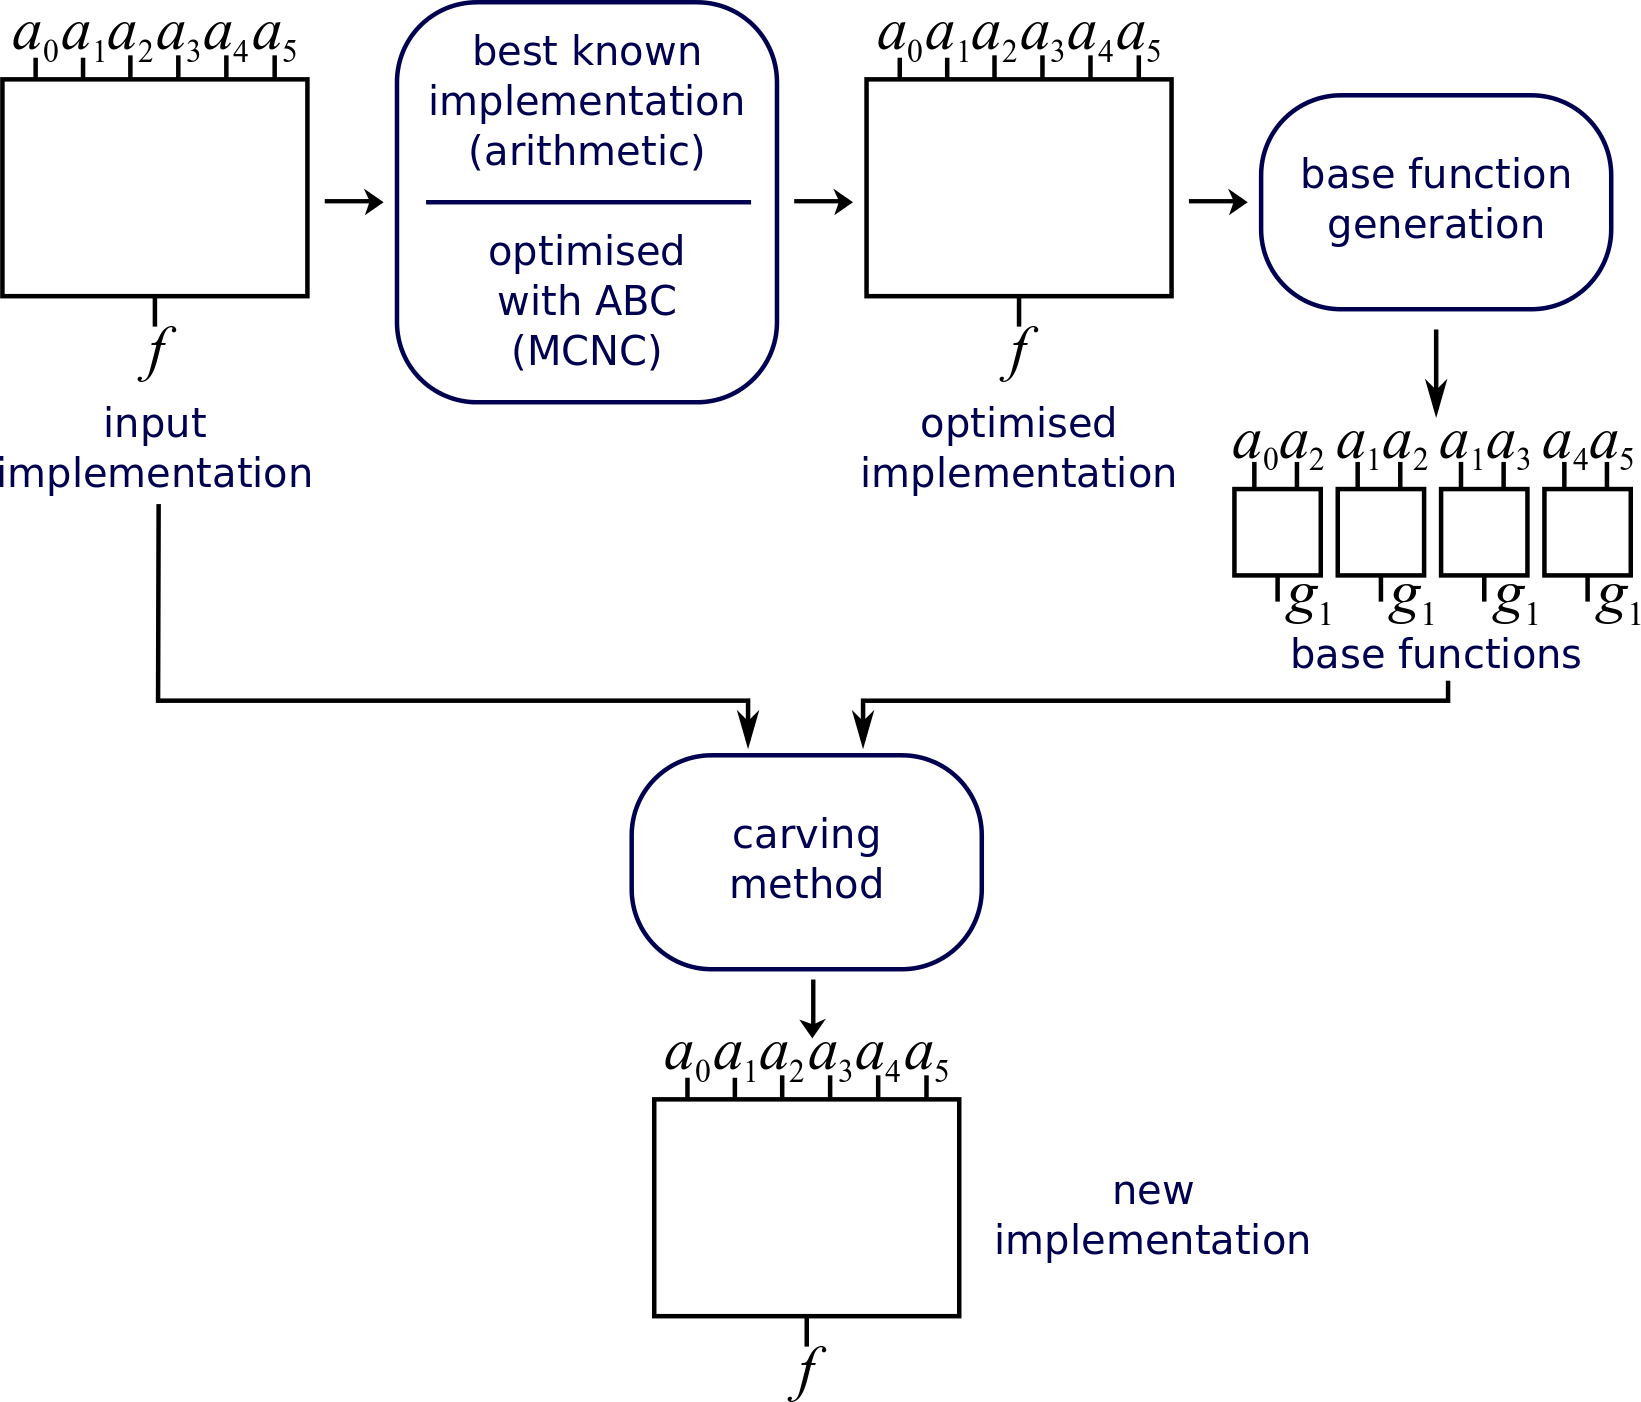 a0a1a2a3a4a5
f
input
implementation
best known
implementation
(arithmetic)
optimised
with ABC
(MCNC)
a0a1a2a3a4a5
f
optimised
implementation
base function
generation
a0a2 a1a2 a1a3 a4a5
g1 g1 g1 g1
base functions
carving
method
a0a1a2a3a4a5
f
new
implementation